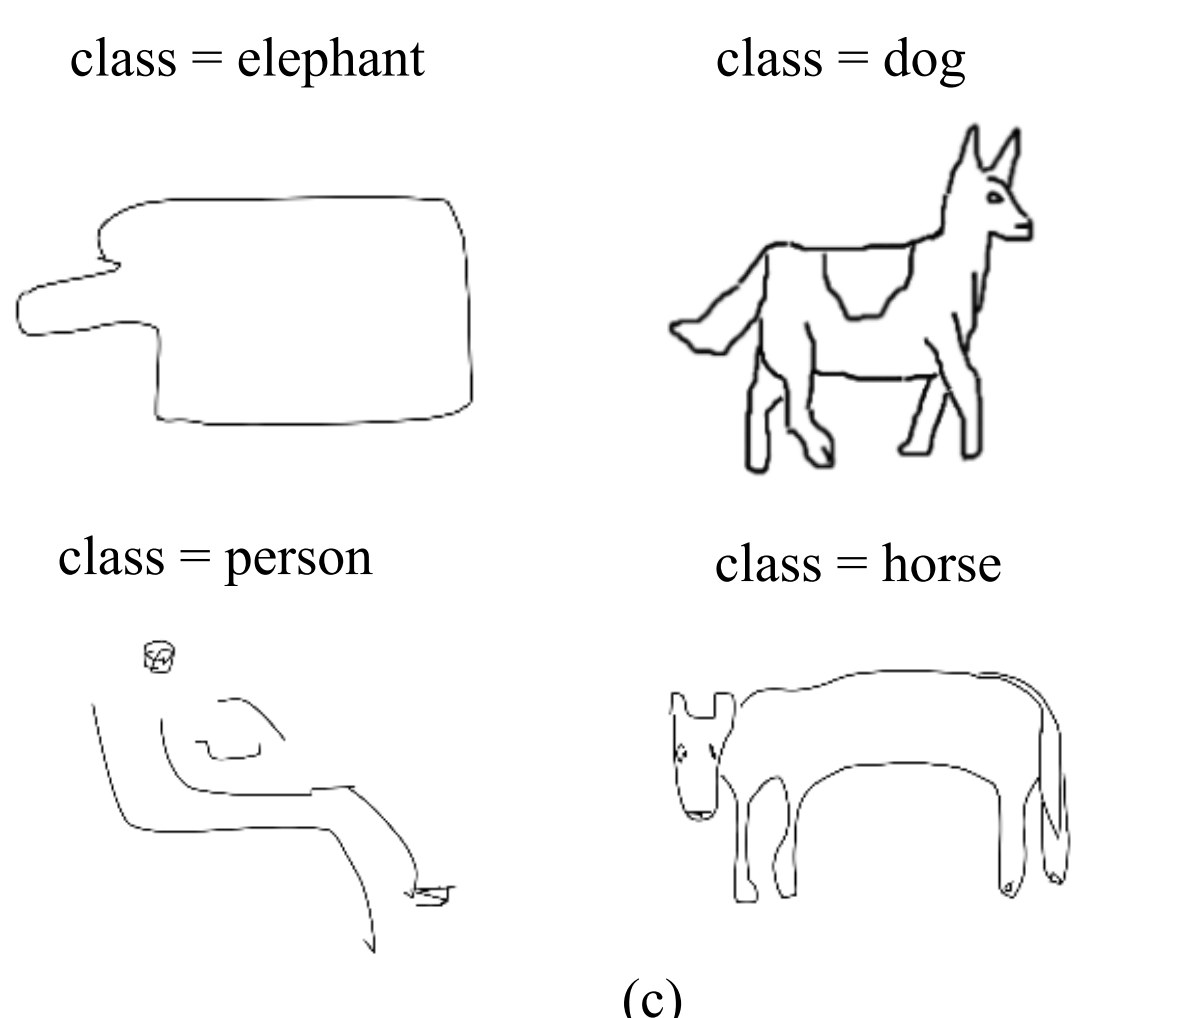 class = elephant
class = dog
class = person
class = horse
(c)